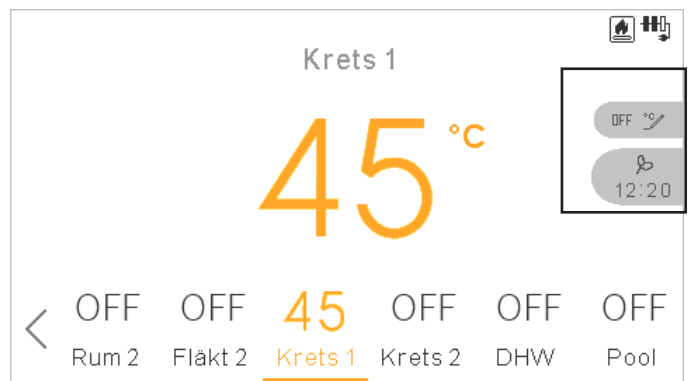 Krets 1
45 °C
OFF °C
12:20
OFF OFF 45 OFF OFF OFF
Rum 2 Fläkt 2 Krets 1 Krets 2 DHW Pool